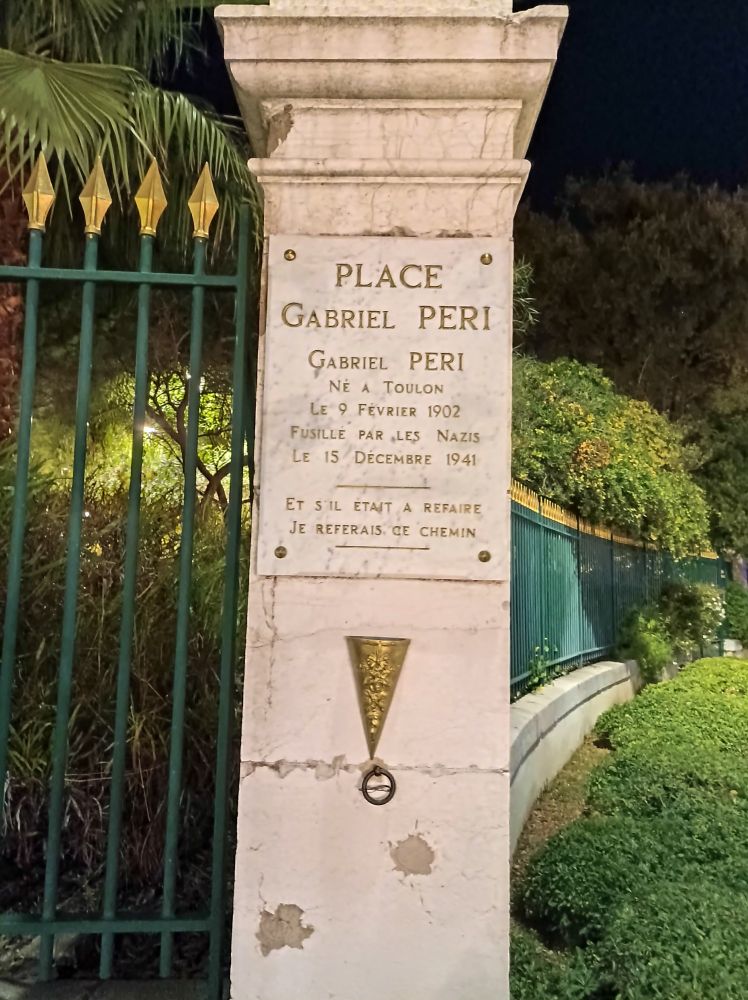 PLACE
GABRIEL PERI
GABRIEL PERI
NÉ A TOULON
LE 9 FÉVRIER 1902
FUSILLÉ PAR LES NAZIS
LE 15 DÉCEMBRE 1941
ET S'IL ÉTAIT A REFAIRE
JE REFERAIS CE CHEMIN